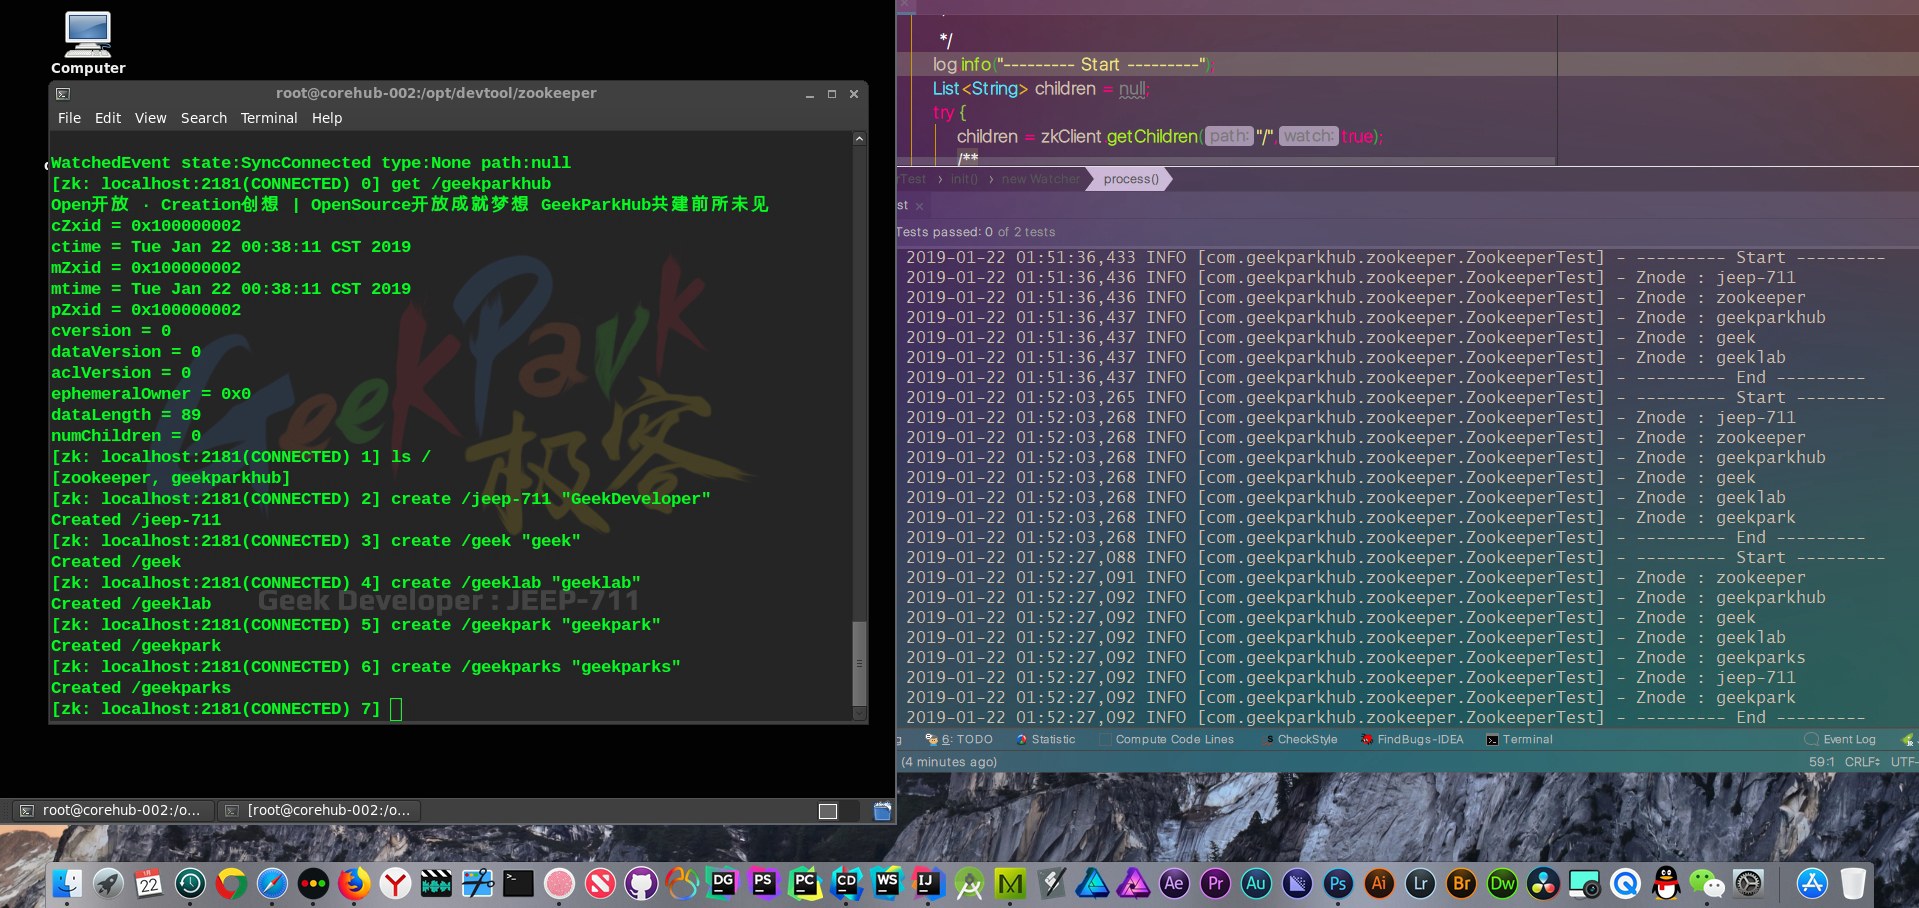 Computer
root@corehub-002:/opt/devtool/zookeeper
File Edit View Search Terminal Help
WatchedEvent state:SyncConnected type:None path:null
[zk: localhost:2181(CONNECTED) 0] get /geekparkhub
Open开放 · Creation创想 | OpenSource开放成就梦想 GeekParkHub共建前所未见
cZxid = 0x100000002
ctime = Tue Jan 22 00:38:11 CST 2019
mZxid = 0x100000002
mtime = Tue Jan 22 00:38:11 CST 2019
pZxid = 0x100000002
cversion = 0
dataVersion = 0
aclVersion = 0
ephemeralOwner = 0x0
dataLength = 89
numChildren = 0
[zk: localhost:2181(CONNECTED) 1] ls /
[zookeeper, geekparkhub]
[zk: localhost:2181(CONNECTED) 2] create /jeep-711 "GeekDeveloper"
Created /jeep-711
[zk: localhost:2181(CONNECTED) 3] create /geek "geek"
Created /geek
[zk: localhost:2181(CONNECTED) 4] create /geeklab "geeklab"
Created /geeklab
[zk: localhost:2181(CONNECTED) 5] create /geekpark "geekpark"
Created /geekpark
[zk: localhost:2181(CONNECTED) 6] create /geekparks "geekparks"
Created /geekparks
[zk: localhost:2181(CONNECTED) 7]
GeekPark
极客
Geek Developer : JEEP-711
root@corehub-002:/o... [root@corehub-002:/o...
*/
log.info("--------- Start ---------");
List<String> children = null;
try {
children = zkClient.getChildren( path: "/", watch: true);
/**
rTest › init() › new Watcher › process()
st ×
Tests passed: 0 of 2 tests
2019-01-22 01:51:36,433 INFO [com.geekparkhub.zookeeper.ZookeeperTest] - --------- Start ---------
2019-01-22 01:51:36,436 INFO [com.geekparkhub.zookeeper.ZookeeperTest] - Znode : jeep-711
2019-01-22 01:51:36,436 INFO [com.geekparkhub.zookeeper.ZookeeperTest] - Znode : zookeeper
2019-01-22 01:51:36,437 INFO [com.geekparkhub.zookeeper.ZookeeperTest] - Znode : geekparkhub
2019-01-22 01:51:36,437 INFO [com.geekparkhub.zookeeper.ZookeeperTest] - Znode : geek
2019-01-22 01:51:36,437 INFO [com.geekparkhub.zookeeper.ZookeeperTest] - Znode : geeklab
2019-01-22 01:51:36,437 INFO [com.geekparkhub.zookeeper.ZookeeperTest] - --------- End ---------
2019-01-22 01:52:03,265 INFO [com.geekparkhub.zookeeper.ZookeeperTest] - --------- Start ---------
2019-01-22 01:52:03,268 INFO [com.geekparkhub.zookeeper.ZookeeperTest] - Znode : jeep-711
2019-01-22 01:52:03,268 INFO [com.geekparkhub.zookeeper.ZookeeperTest] - Znode : zookeeper
2019-01-22 01:52:03,268 INFO [com.geekparkhub.zookeeper.ZookeeperTest] - Znode : geekparkhub
2019-01-22 01:52:03,268 INFO [com.geekparkhub.zookeeper.ZookeeperTest] - Znode : geek
2019-01-22 01:52:03,268 INFO [com.geekparkhub.zookeeper.ZookeeperTest] - Znode : geeklab
2019-01-22 01:52:03,268 INFO [com.geekparkhub.zookeeper.ZookeeperTest] - Znode : geekpark
2019-01-22 01:52:03,268 INFO [com.geekparkhub.zookeeper.ZookeeperTest] - --------- End ---------
2019-01-22 01:52:27,088 INFO [com.geekparkhub.zookeeper.ZookeeperTest] - --------- Start ---------
2019-01-22 01:52:27,091 INFO [com.geekparkhub.zookeeper.ZookeeperTest] - Znode : zookeeper
2019-01-22 01:52:27,092 INFO [com.geekparkhub.zookeeper.ZookeeperTest] - Znode : geekparkhub
2019-01-22 01:52:27,092 INFO [com.geekparkhub.zookeeper.ZookeeperTest] - Znode : geek
2019-01-22 01:52:27,092 INFO [com.geekparkhub.zookeeper.ZookeeperTest] - Znode : geeklab
2019-01-22 01:52:27,092 INFO [com.geekparkhub.zookeeper.ZookeeperTest] - Znode : geekparks
2019-01-22 01:52:27,092 INFO [com.geekparkhub.zookeeper.ZookeeperTest] - Znode : jeep-711
2019-01-22 01:52:27,092 INFO [com.geekparkhub.zookeeper.ZookeeperTest] - Znode : geekpark
2019-01-22 01:52:27,092 INFO [com.geekparkhub.zookeeper.ZookeeperTest] - --------- End ---------
6: TODO Statistic Compute Code Lines CheckStyle FindBugs-IDEA Terminal Event Log
(4 minutes ago) 59:1 CRLF UTF-
22 DG PS PC CD WS IJ Ae Pr Au Ps Ai Lr Br Dw